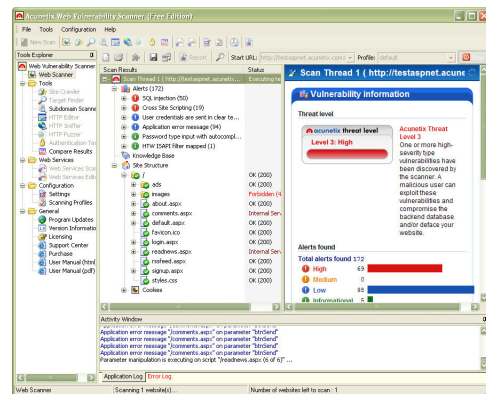 Acunetix Web Vulnerability Scanner (Free Edition)
File Tools Configuration Help
New Scan Report Start URL: http://testaspnet.acunetix.com/ Profile: default
Tools Explorer
Web Vulnerability Scanner
Web Scanner
Tools
Site Crawler
Target Finder
Subdomain Scanne
HTTP Editor
HTTP Sniffer
HTTP Fuzzer
Authentication Tes
Compare Results
Web Services
Web Services Scan
Web Services Edito
Configuration
Settings
Scanning Profiles
General
Program Updates
Version Informatio
Licensing
Support Center
Purchase
User Manual (html
User Manual (pdf)
Scan Results Status
Scan Thread 1 ( http://testaspnet.acunetix... Executing te
Alerts (172)
SQL injection (50)
Cross Site Scripting (19)
User credentials are sent in clear te...
Application error message (94)
Password type input with autocompl...
HTW ISAPI filter mapped (1)
Knowledge Base
Site Structure
/ OK (200)
ads OK (200)
images Forbidden (4
about.aspx OK (200)
comments.aspx Internal Serv
default.aspx OK (200)
favicon.ico OK (200)
login.aspx OK (200)
readnews.aspx Internal Serv
rssfeed.aspx OK (200)
signup.aspx OK (200)
styles.css OK (200)
Cookies
Scan Thread 1 ( http://testaspnet.acune
Vulnerability information
Threat level
acunetix threat level
Level 3: High
Acunetix Threat
Level 3
One or more high-
severity type
vulnerabilities have
been discovered by
the scanner. A
malicious user can
exploit these
vulnerabilities and
compromise the
backend database
and/or deface your
website.
Alerts found
Total alerts found 172
High 69
Medium 0
Low 98
Informational 5
Activity Window
Application error message "/comments.aspx" on parameter "btnSend"
Application error message "/comments.aspx" on parameter "btnSend"
Application error message "/comments.aspx" on parameter "btnSend"
Application error message "/comments.aspx" on parameter "btnSend"
Parameter manipulation is executing on script "/readnews.aspx (6 of 6)" ...
Application Log Error Log
Web Scanner Scanning 1 website(s)... Number of websites left to scan : 1